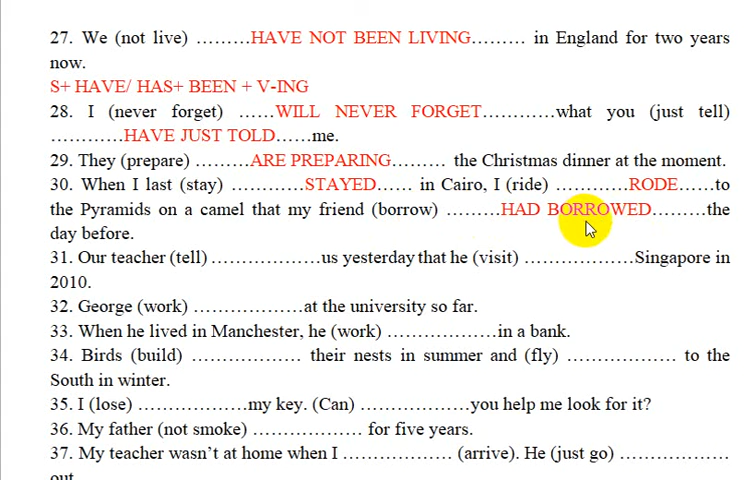 27. We (not live) .........HAVE NOT BEEN LIVING......... in England for two years
now.
S+ HAVE/ HAS+ BEEN + V-ING
28. I (never forget) ......WILL NEVER FORGET............what you (just tell)
............HAVE JUST TOLD......me.
29. They (prepare) .........ARE PREPARING......... the Christmas dinner at the moment.
30. When I last (stay) ............STAYED...... in Cairo, I (ride) ............RODE......to
the Pyramids on a camel that my friend (borrow) .........HAD BORROWED.........the
day before.
31. Our teacher (tell)..................us yesterday that he (visit) ..................Singapore in
2010.
32. George (work) ..................at the university so far.
33. When he lived in Manchester, he (work) ..................in a bank.
34. Birds (build) .................. their nests in summer and (fly) .................. to the
South in winter.
35. I (lose) ..................my key. (Can) ..................you help me look for it?
36. My father (not smoke) .................. for five years.
37. My teacher wasn't at home when I .................. (arrive). He (just go) ..................
out.